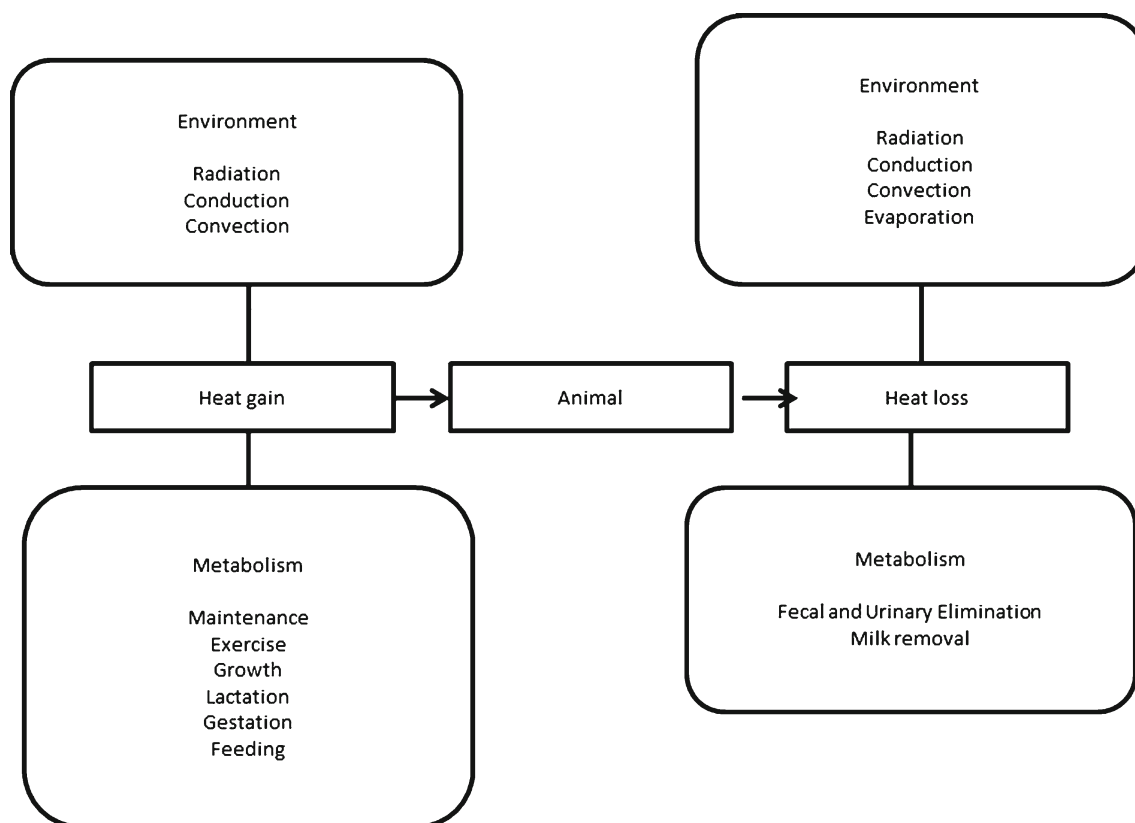 Environment
Radiation
Conduction
Convection
Environment
Radiation
Conduction
Convection
Evaporation
Heat gain
Animal
Heat loss
Metabolism
Maintenance
Exercise
Growth
Lactation
Gestation
Feeding
Metabolism
Fecal and Urinary Elimination
Milk removal